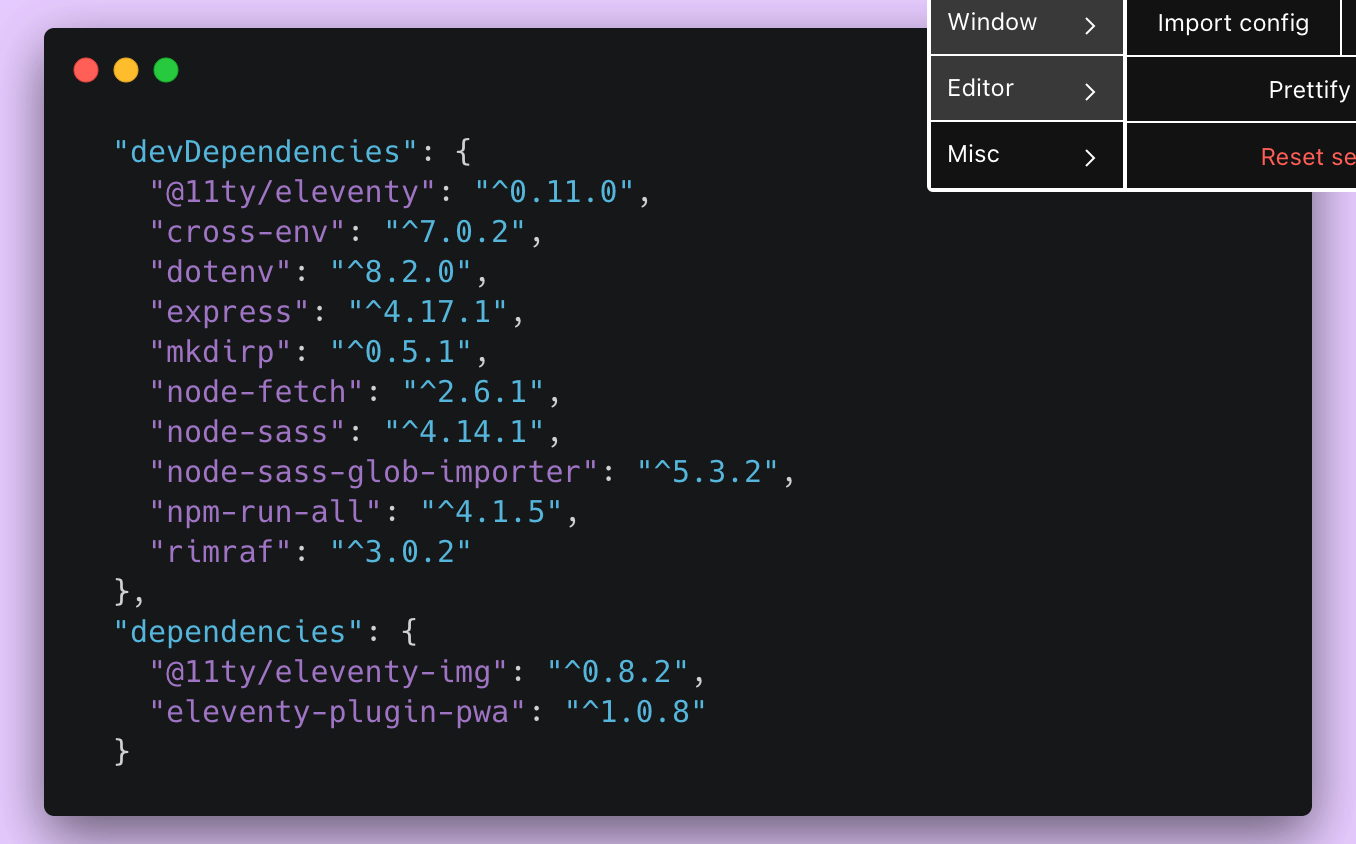 Window
Import config
Editor
Prettify
Misc
Reset se
"devDependencies": {
"@11ty/eleventy": "^0.11.0",
"cross-env": "^7.0.2",
"dotenv": "^8.2.0",
"express": "^4.17.1",
"mkdirp": "^0.5.1",
"node-fetch": "^2.6.1",
"node-sass": "^4.14.1",
"node-sass-glob-importer": "^5.3.2",
"npm-run-all": "^4.1.5",
"rimraf": "^3.0.2"
},
"dependencies": {
"@11ty/eleventy-img": "^0.8.2",
"eleventy-plugin-pwa": "^1.0.8"
}